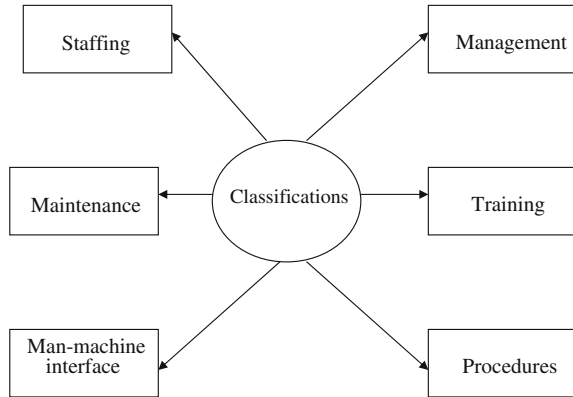 Staffing
Management
Maintenance
Classifications
Training
Man-machine
interface
Procedures